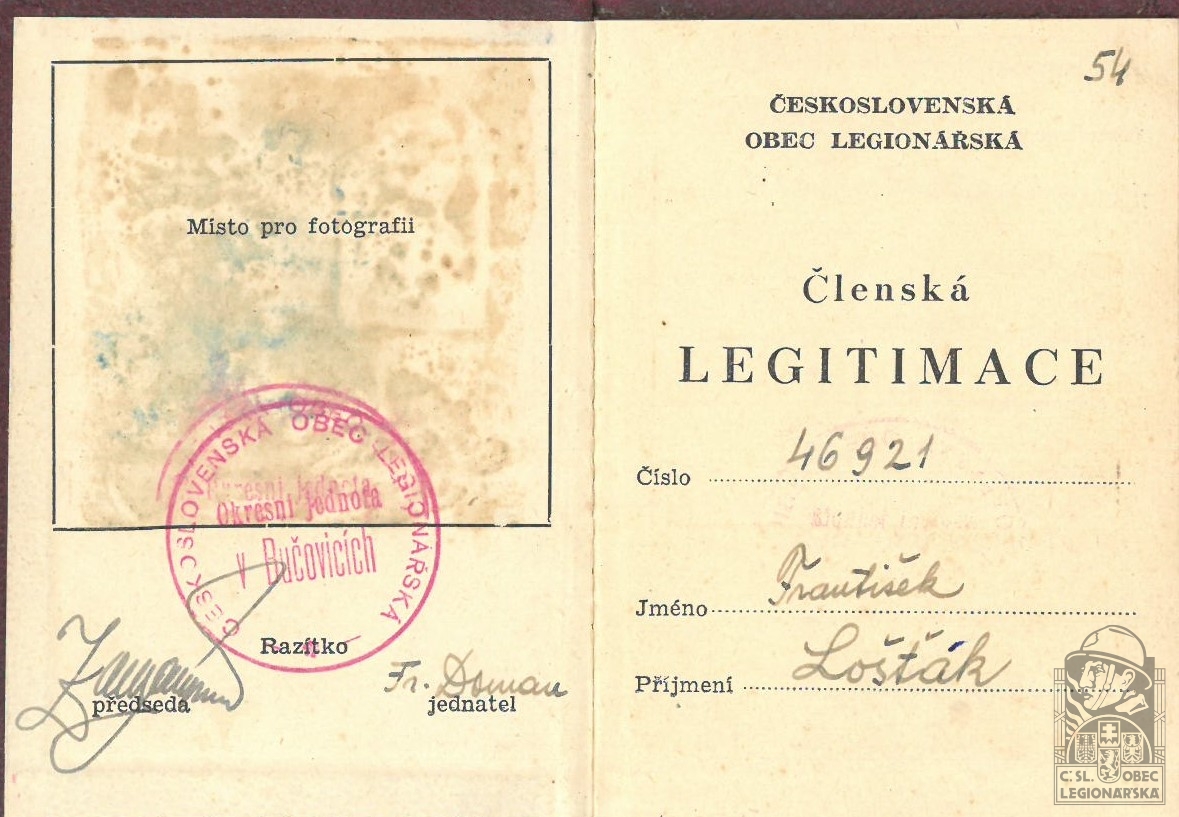 Místo pro fotografii
ČESKOSLOVENSKÁ OBEC LEGIONÁŘSKÁ
Okresní jednota
v Bučovicích
Razítko
předseda
Fr. Doman
jednatel
54
ČESKOSLOVENSKÁ
OBEC LEGIONÁŘSKÁ
Členská
LEGITIMACE
Číslo 46921
Jméno František
Příjmení Lošťák
Č.SL. OBEC
LEGIONÁŘSKÁ